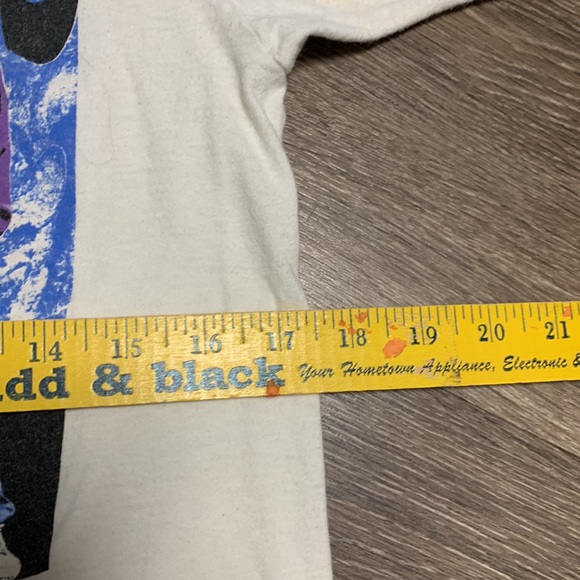 14 15 16 17 18 19 20 21
dd & black Your Hometown Appliance, Electronic &